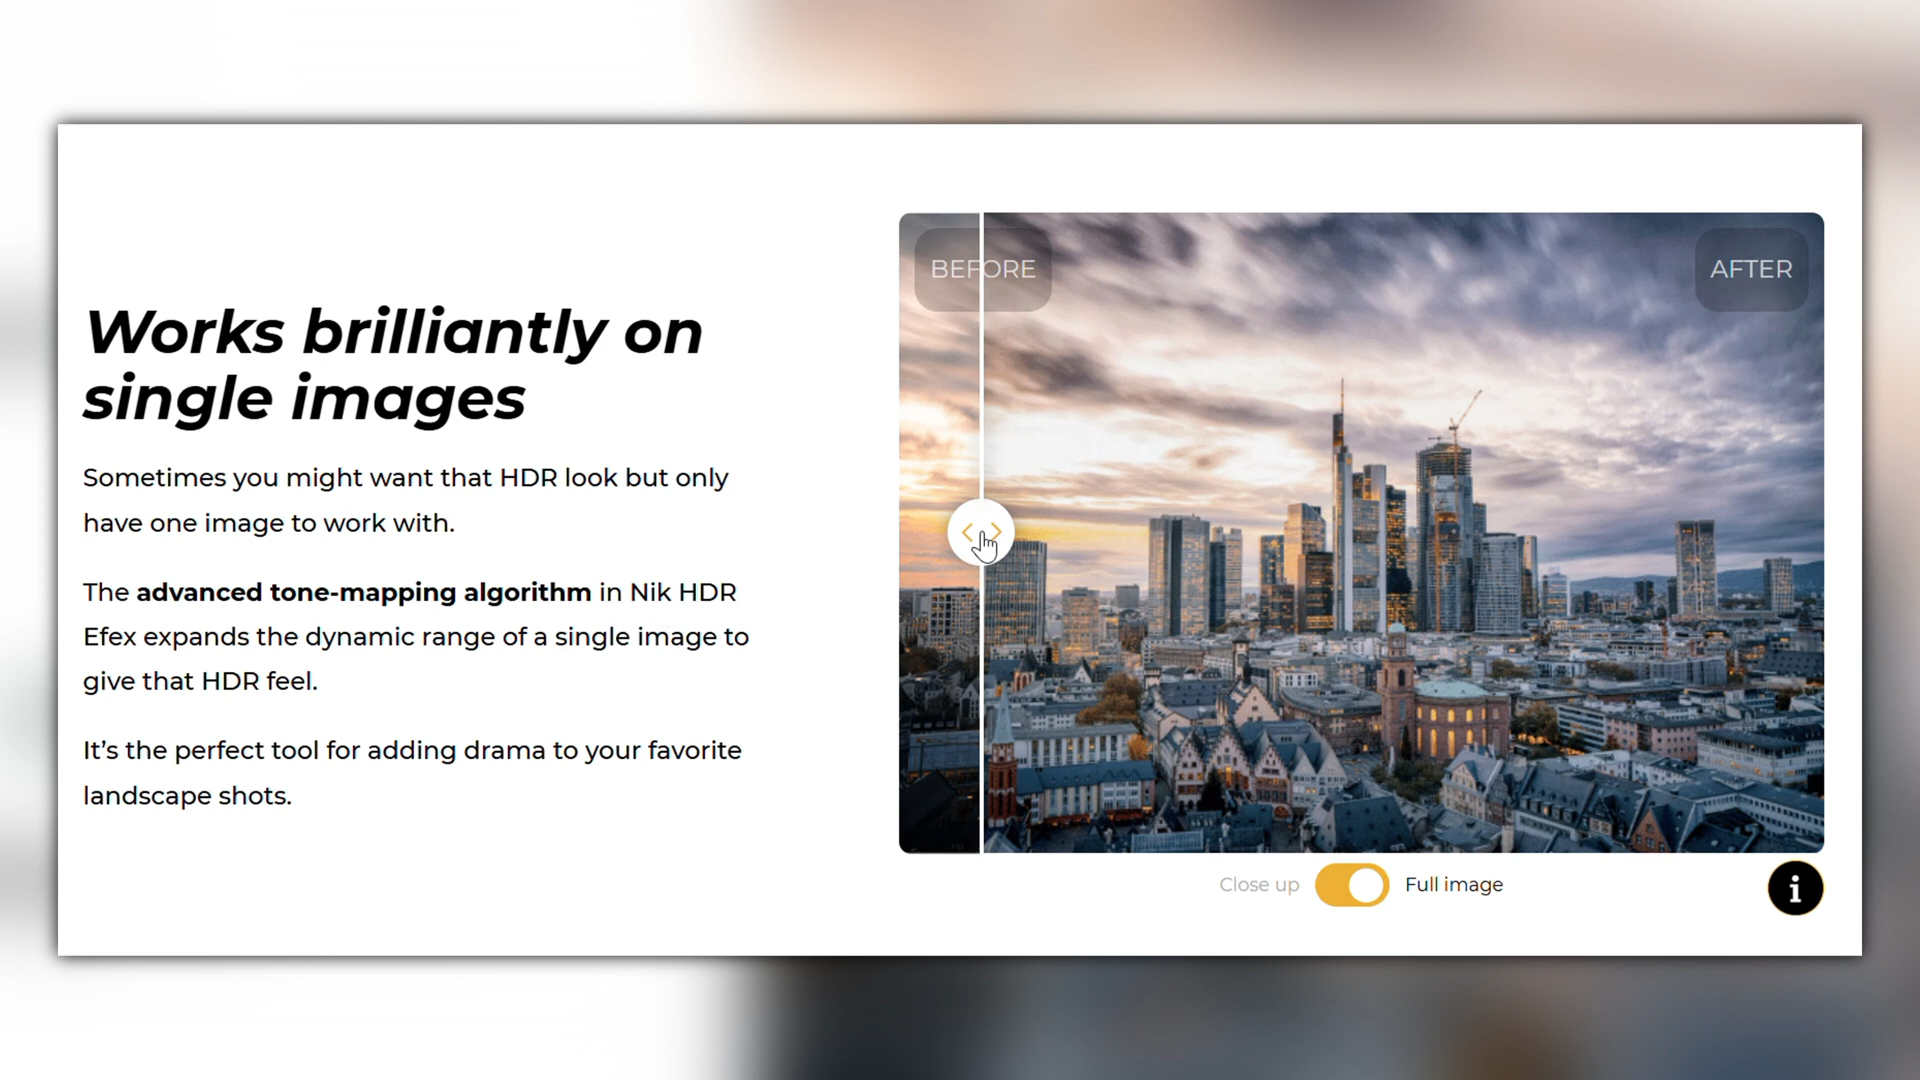 Works brilliantly on
single images
Sometimes you might want that HDR look but only
have one image to work with.
The advanced tone-mapping algorithm in Nik HDR
Efex expands the dynamic range of a single image to
give that HDR feel.
It’s the perfect tool for adding drama to your favorite
landscape shots.
BEFORE
AFTER
Close up
Full image
i